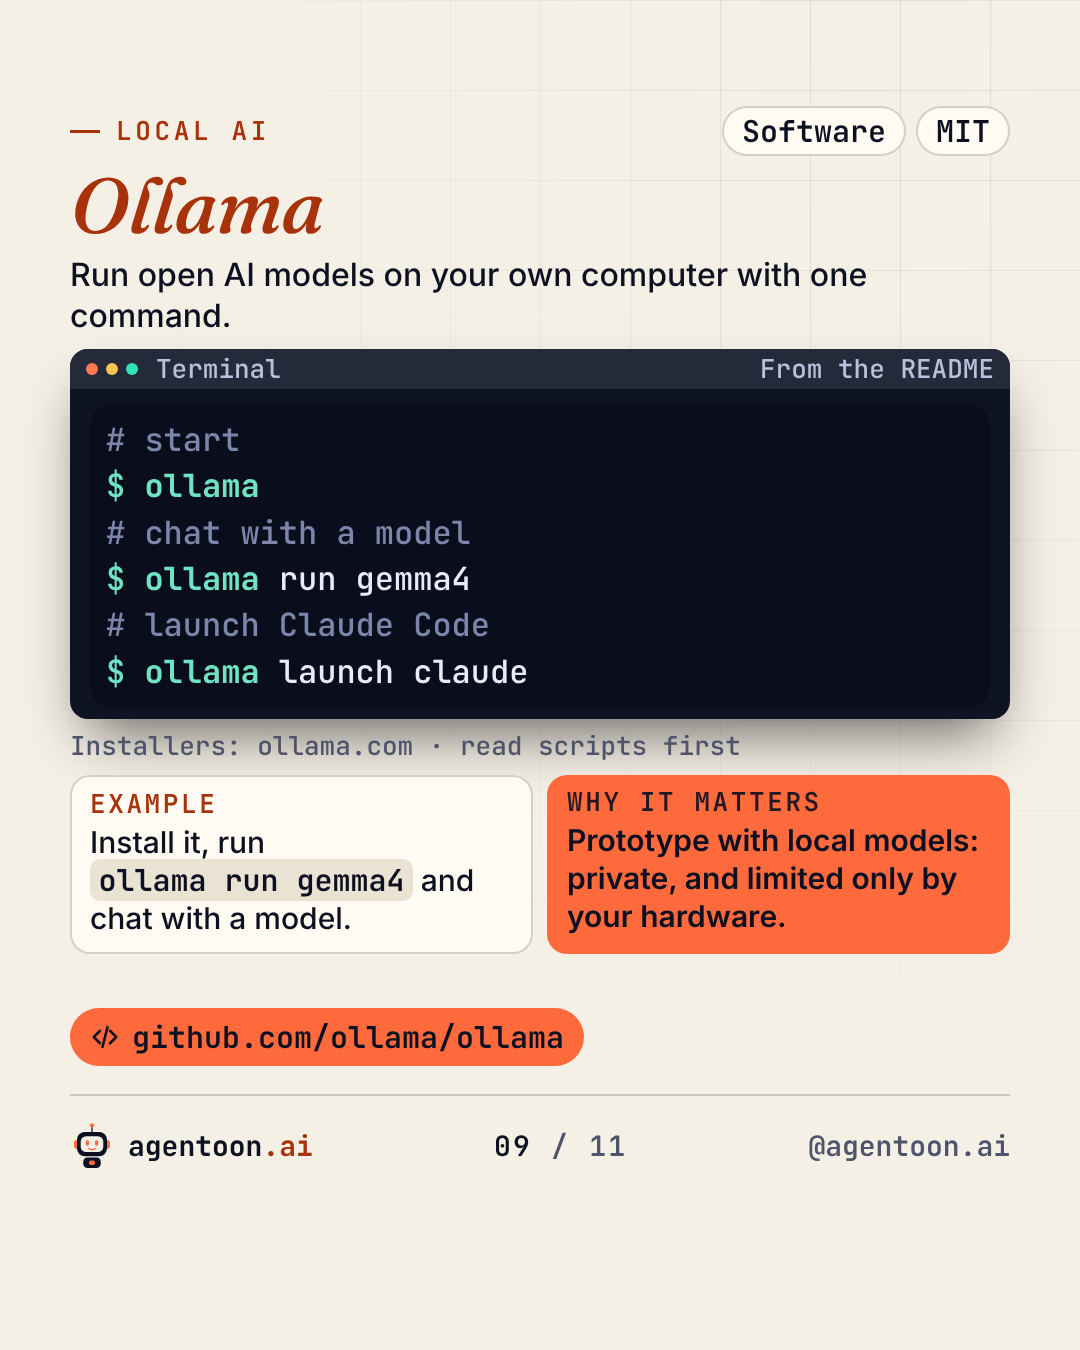 — LOCAL AI
Software
MIT
Ollama
Run open AI models on your own computer with one
command.
Terminal
From the README
# start
$ ollama
# chat with a model
$ ollama run gemma4
# launch Claude Code
$ ollama launch claude
Installers: ollama.com · read scripts first
EXAMPLE
Install it, run
ollama run gemma4 and
chat with a model.
WHY IT MATTERS
Prototype with local models:
private, and limited only by
your hardware.
</> github.com/ollama/ollama
agentoon.ai
09 / 11
@agentoon.ai